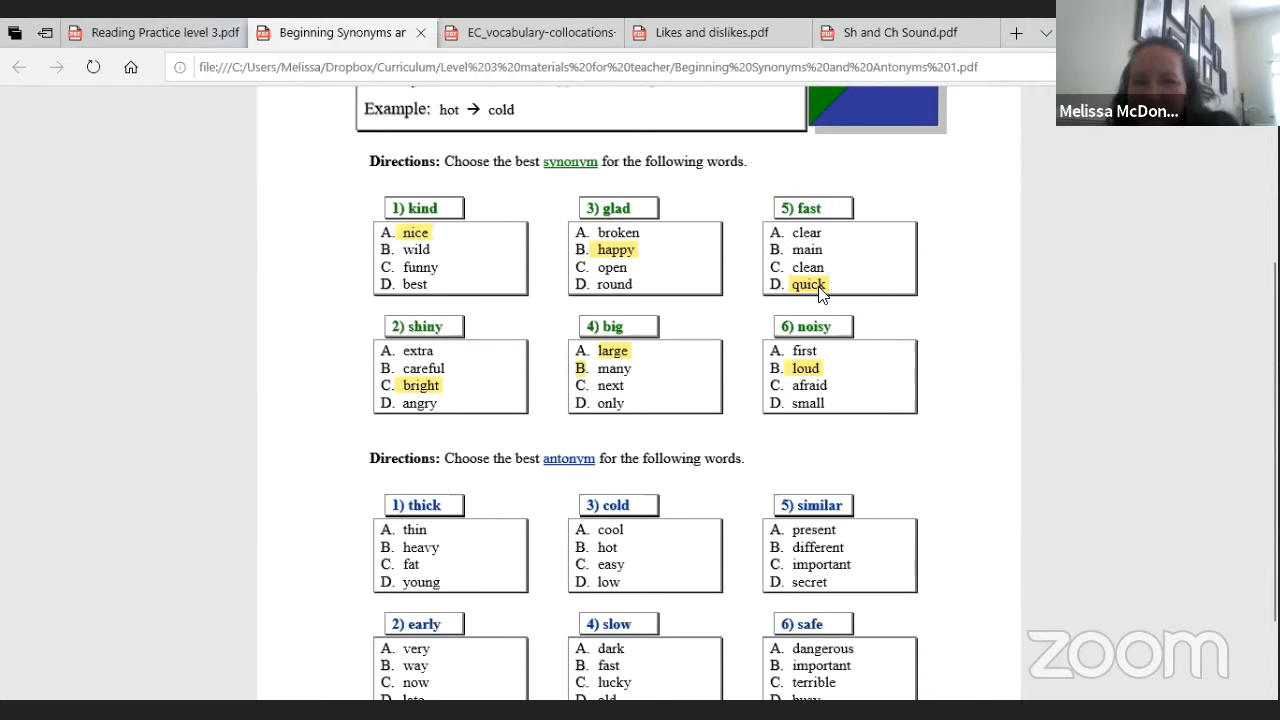 Reading Practice level 3.pdf
Beginning Synonyms ar
EC_vocabulary-collocations-
Likes and dislikes.pdf
Sh and Ch Sound.pdf
file:///C:/Users/Melissa/Dropbox/Curriculum/Level%203%20materials%20for%20teacher/Beginning%20Synonyms%20and%20Antonyms%201.pdf
Melissa McDon...
Example: hot → cold
Directions: Choose the best synonym for the following words.
1) kind
A. nice
B. wild
C. funny
D. best
2) shiny
A. extra
B. careful
C. bright
D. angry
3) glad
A. broken
B. happy
C. open
D. round
4) big
A. large
B. many
C. next
D. only
5) fast
A. clear
B. main
C. clean
D. quick
6) noisy
A. first
B. loud
C. afraid
D. small
Directions: Choose the best antonym for the following words.
1) thick
A. thin
B. heavy
C. fat
D. young
2) early
A. very
B. way
C. now
D. late
3) cold
A. cool
B. hot
C. easy
D. low
4) slow
A. dark
B. fast
C. lucky
D. old
5) similar
A. present
B. different
C. important
D. secret
6) safe
A. dangerous
B. important
C. terrible
D. busy
zoom